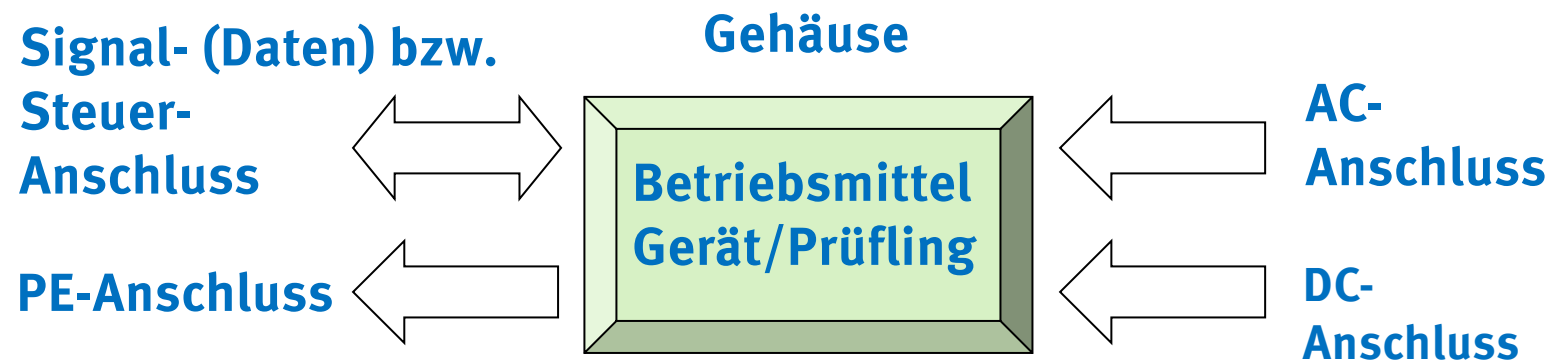 Signal- (Daten) bzw.
Steuer-
Anschluss
PE-Anschluss
Gehäuse
Betriebsmittel
Gerät/Prüfling
AC-
Anschluss
DC-
Anschluss